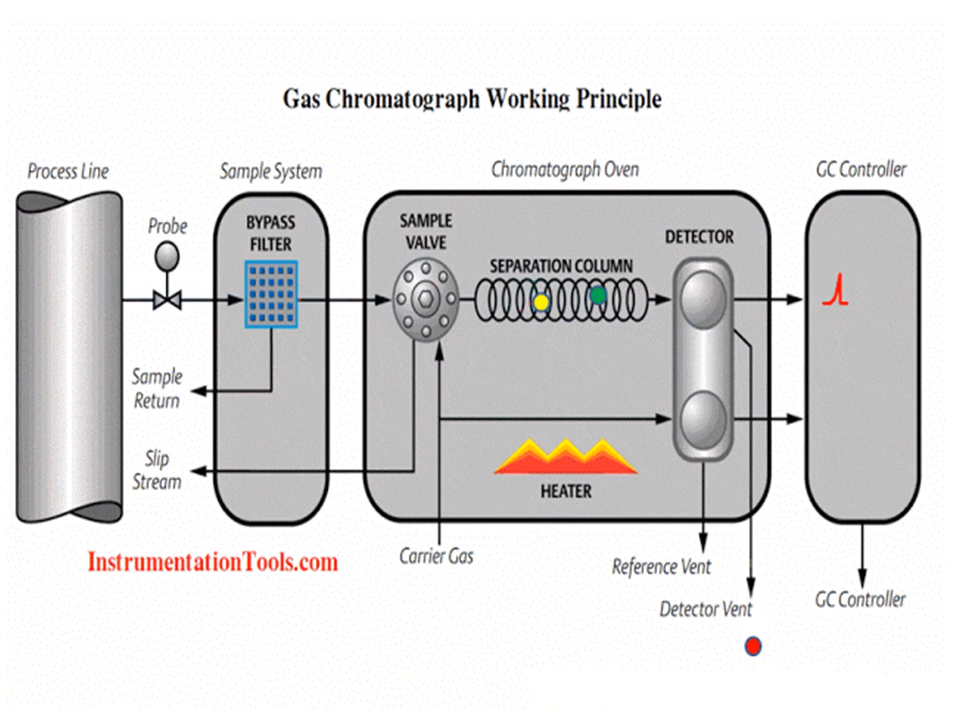 Gas Chromatograph Working Principle
Process Line
Sample System
Chromatograph Oven
GC Controller
Probe
BYPASS
FILTER
SAMPLE
VALVE
SEPARATION COLUMN
DETECTOR
Sample
Return
Slip
Stream
HEATER
InstrumentationTools.com
Carrier Gas
Reference Vent
Detector Vent
GC Controller